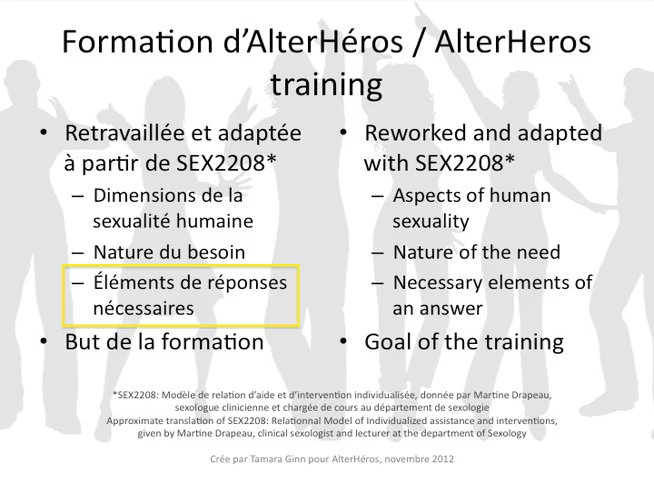 Formation d'AlterHéros / AlterHeros
training
• Retravaillée et adaptée
à partir de SEX2208*
– Dimensions de la
sexualité humaine
– Nature du besoin
– Éléments de réponses
nécessaires
• But de la formation
• Reworked and adapted
with SEX2208*
– Aspects of human
sexuality
– Nature of the need
– Necessary elements of
an answer
• Goal of the training
*SEX2208: Modèle de relation d'aide et d'intervention individualisée, donnée par Martine Drapeau,
sexologue clinicienne et chargée de cours au département de sexologie
Approximate translation of SEX2208: Relationnal Model of Individualized assistance and interventions,
given by Martine Drapeau, clinical sexologist and lecturer at the department of Sexology
Crée par Tamara Ginn pour AlterHéros, novembre 2012